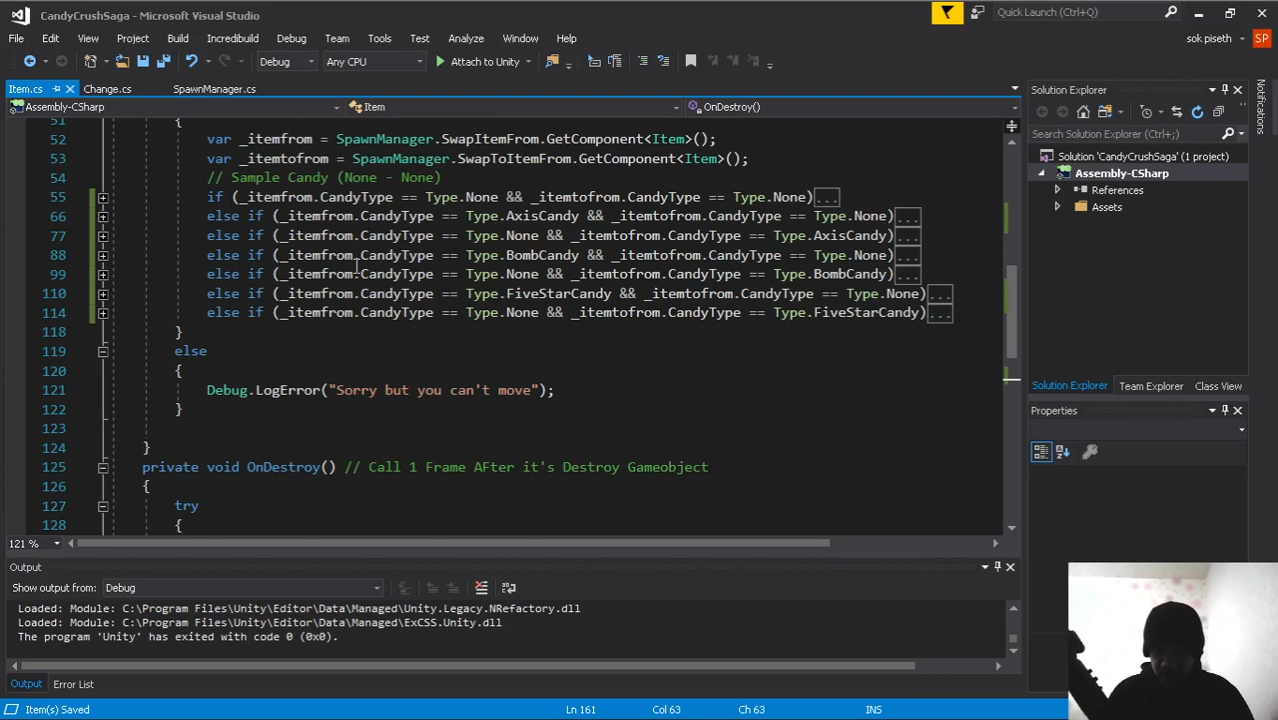 CandyCrushSaga - Microsoft Visual Studio
Quick Launch (Ctrl+Q)
File Edit View Project Build Incredibuild Debug Team Tools Test Analyze Window Help
sok piseth SP
Debug Any CPU Attach to Unity
Item.cs Change.cs SpawnManager.cs
Assembly-CSharp Item OnDestroy()
51 {
52 var _itemfrom = SpawnManager.SwapItemFrom.GetComponent<Item>();
53 var _itemtofrom = SpawnManager.SwapToItemFrom.GetComponent<Item>();
54 // Sample Candy (None - None)
55 if (_itemfrom.CandyType == Type.None && _itemtofrom.CandyType == Type.None)...
66 else if (_itemfrom.CandyType == Type.AxisCandy && _itemtofrom.CandyType == Type.None)...
77 else if (_itemfrom.CandyType == Type.None && _itemtofrom.CandyType == Type.AxisCandy)...
88 else if (_itemfrom.CandyType == Type.BombCandy && _itemtofrom.CandyType == Type.None)...
99 else if (_itemfrom.CandyType == Type.None && _itemtofrom.CandyType == Type.BombCandy)...
110 else if (_itemfrom.CandyType == Type.FiveStarCandy && _itemtofrom.CandyType == Type.None)...
114 else if (_itemfrom.CandyType == Type.None && _itemtofrom.CandyType == Type.FiveStarCandy)...
118 }
119 else
120 {
121 Debug.LogError("Sorry but you can't move");
122 }
123
124 }
125 private void OnDestroy() // Call 1 Frame AFter it's Destroy Gameobject
126 {
127 try
128 {
121 %
Solution Explorer
Search Solution Explorer (Ctrl+;)
Solution 'CandyCrushSaga' (1 project)
Assembly-CSharp
References
Assets
Solution Explorer Team Explorer Class View
Properties
Notifications
Output
Show output from: Debug
Loaded: Module: C:\Program Files\Unity\Editor\Data\Managed\Unity.Legacy.NRefactory.dll
Loaded: Module: C:\Program Files\Unity\Editor\Data\Managed\ExCSS.Unity.dll
The program 'Unity' has exited with code 0 (0x0).
Output Error List
Item(s) Saved Ln 161 Col 63 Ch 63 INS